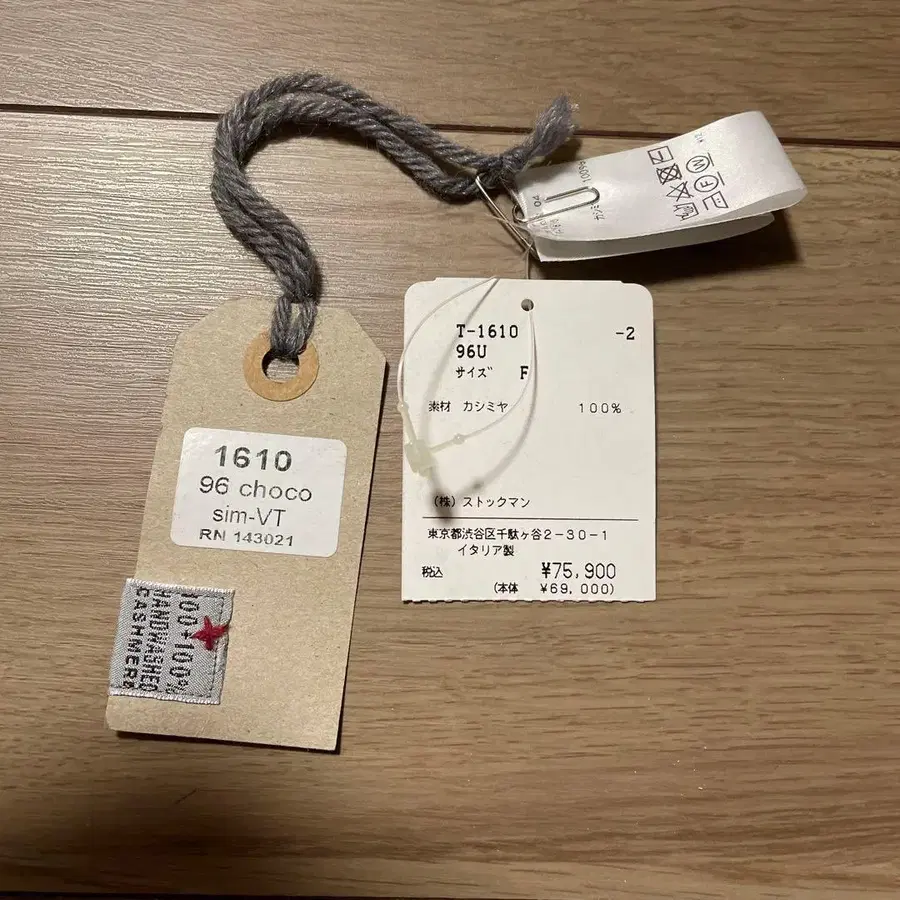 1610
96 choco
sim-VT
RN 143021
100+100%
HANDWASHED
CASHMERE
T-1610 -2
96U
サイズ F
素材 カシミヤ 100%
(株) ストックマン
東京都渋谷区千駄ヶ谷2-30-1
イタリア製
税込 ¥75,900
(本体 ¥69,000)